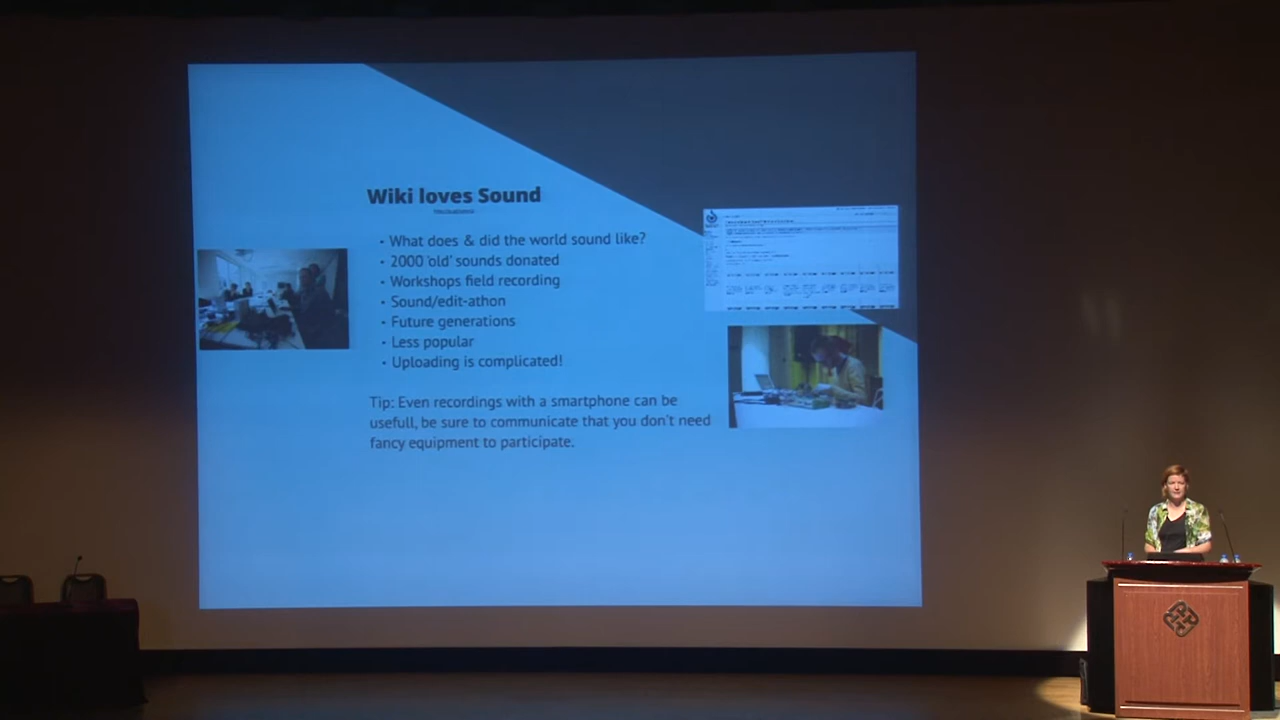 Wiki loves Sound
• What does & did the world sound like?
• 2000 'old' sounds donated
• Workshops field recording
• Sound/edit-athon
• Future generations
• Less popular
• Uploading is complicated!
Tip: Even recordings with a smartphone can be
usefull, be sure to communicate that you don't need
fancy equipment to participate.